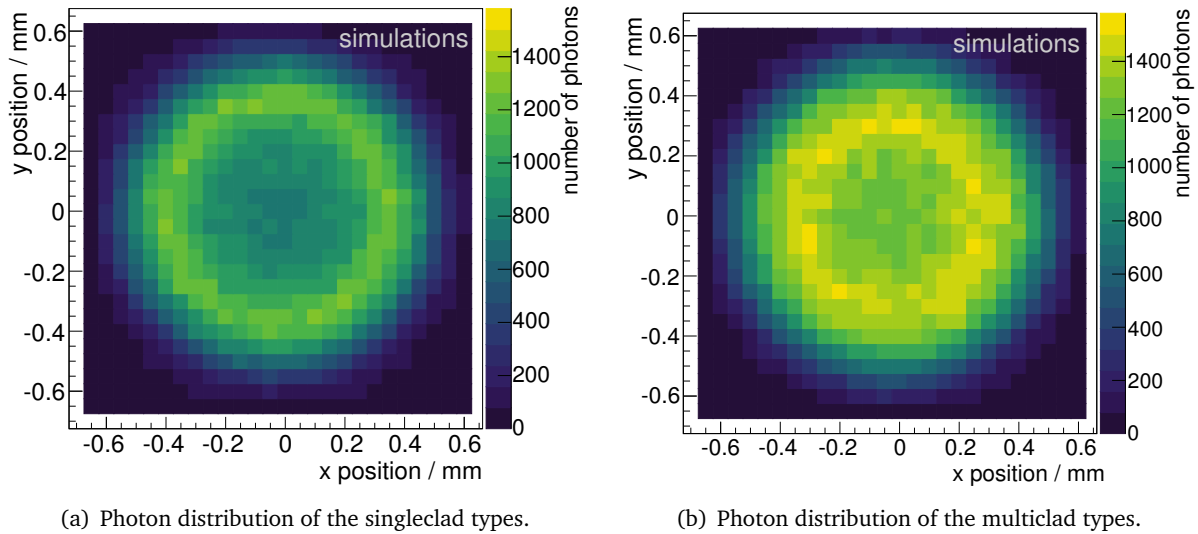 simulations
y position / mm
0.6
0.4
0.2
0
-0.2
-0.4
-0.6
-0.6 -0.4 -0.2 0 0.2 0.4 0.6
x position / mm
number of photons
1400
1200
1000
800
600
400
200
0
(a) Photon distribution of the singleclad types.
simulations
y position / mm
0.6
0.4
0.2
0
-0.2
-0.4
-0.6
-0.6 -0.4 -0.2 0 0.2 0.4 0.6
x position / mm
number of photons
1400
1200
1000
800
600
400
200
0
(b) Photon distribution of the multiclad types.